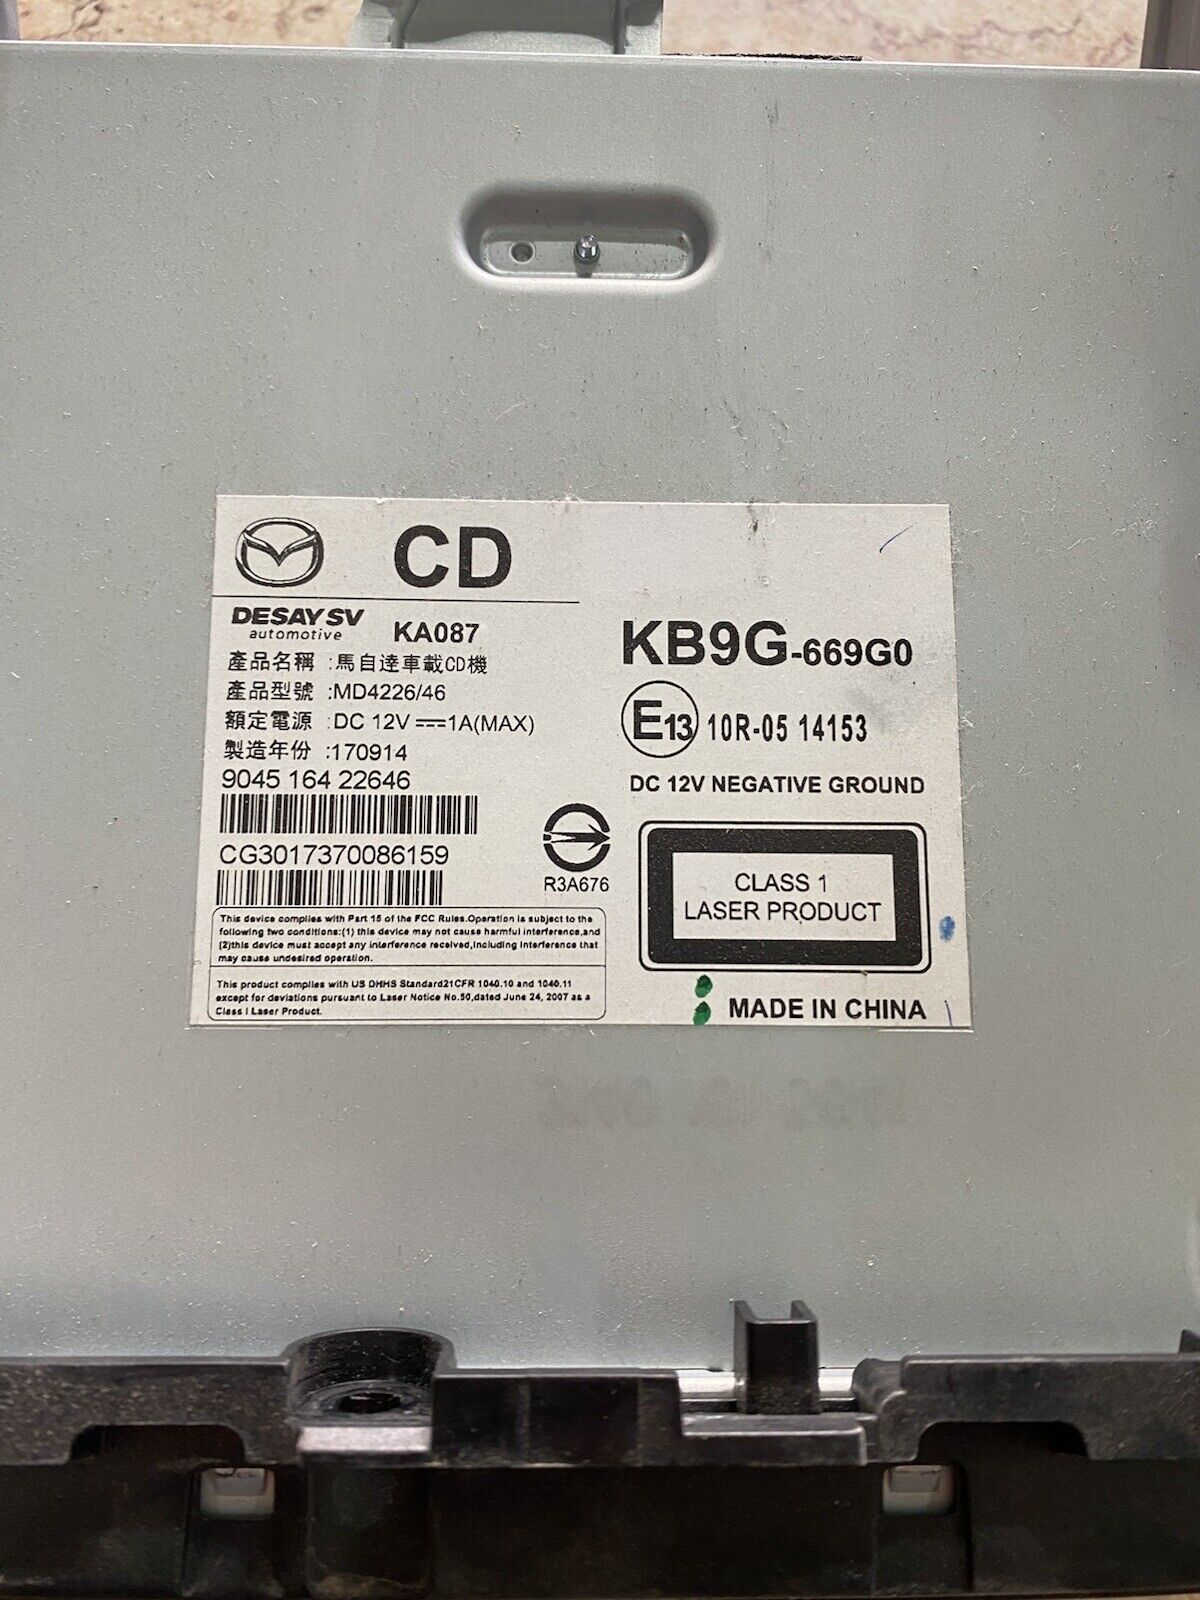 CD
DESAY SV
automotive
KA087
產品名稱 :馬自達車載CD機
產品型號 :MD4226/46
額定電源 :DC 12V 1A(MAX)
製造年份 :170914
9045 164 22646
CG3017370086159
R3A676
This device complies with Part 15 of the FCC Rules.Operation is subject to the
following two conditions:(1) this device may not cause harmful interference,and
(2)this device must accept any interference received,including interference that
may cause undesired operation.
This product complies with US DHHS Standard21CFR 1040.10 and 1040.11
except for deviations pursuant to Laser Notice No.50,dated June 24, 2007 as a
Class I Laser Product.
KB9G-669G0
E13 10R-05 14153
DC 12V NEGATIVE GROUND
CLASS 1
LASER PRODUCT
MADE IN CHINA